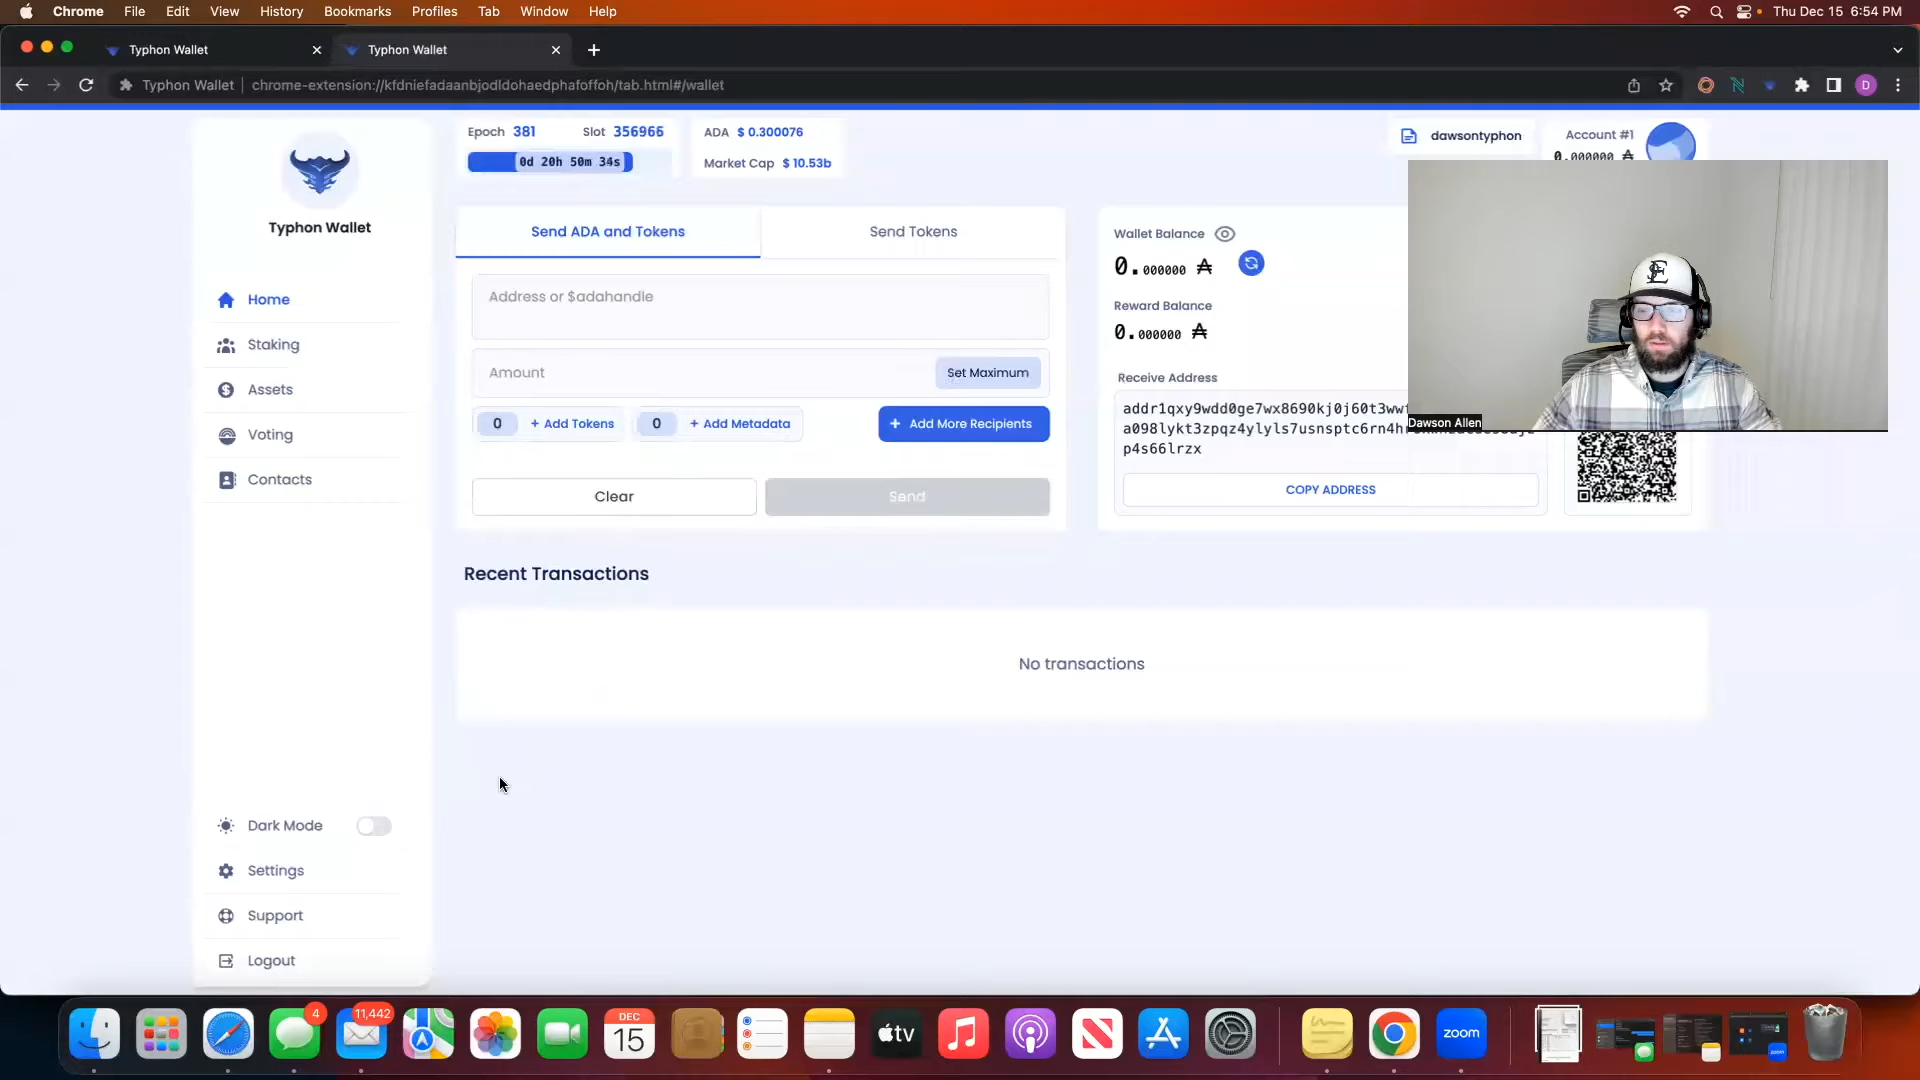 Chrome File Edit View History Bookmarks Profiles Tab Window Help Thu Dec 15 6:54 PM
Typhon Wallet Typhon Wallet
Typhon Wallet chrome-extension://kfdniefadaanbjodldohaedphafoffoh/tab.html#/wallet D
Epoch 381 Slot 356966
0d 20h 50m 34s
ADA $ 0.300076
Market Cap $ 10.53b
dawsontyphon
Account #1
0.000000 ₳
Typhon Wallet
Home
Staking
Assets
Voting
Contacts
Dark Mode
Settings
Support
Logout
Send ADA and Tokens Send Tokens
Address or $adahandle
Amount Set Maximum
0 + Add Tokens 0 + Add Metadata + Add More Recipients
Clear Send
Wallet Balance
0.000000 ₳
Reward Balance
0.000000 ₳
Receive Address
addr1qxy9wdd0ge7wx8690kj0j60t3ww
a098lykt3zpqz4ylyls7usnsptc6rn4h
p4s66lrzx
COPY ADDRESS
Dawson Allen
Recent Transactions
No transactions
4
11,442
DEC
15
tv
zoom